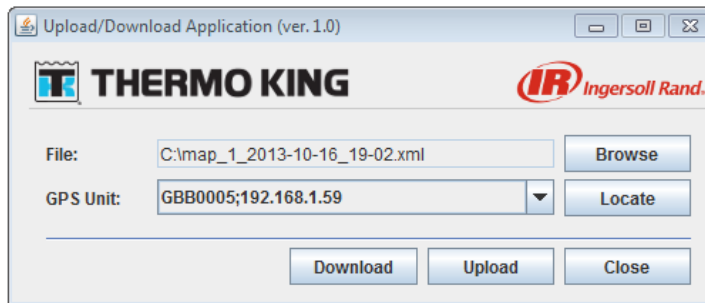 Upload/Download Application (ver. 1.0)
THERMO KING
IR Ingersoll Rand.
File: C:\map_1_2013-10-16_19-02.xml Browse
GPS Unit: GBB0005;192.168.1.59 Locate
Download Upload Close